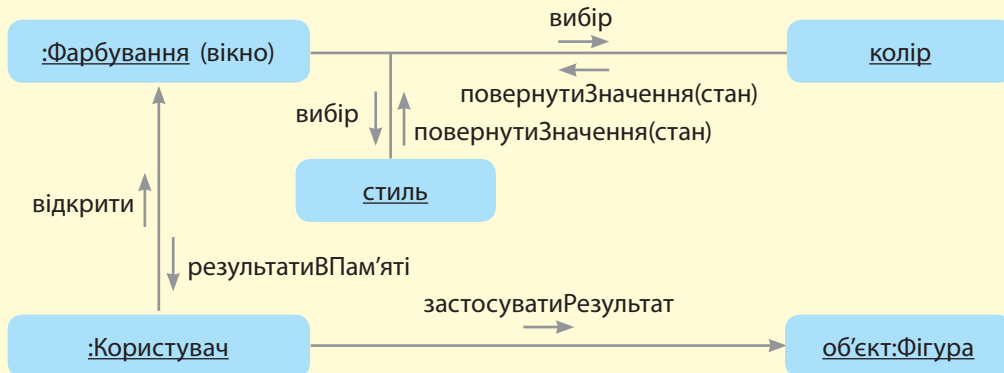 вибір
:Фарбування (вікно)
колір
повернутиЗначення(стан)
вибір
повернутиЗначення(стан)
стиль
відкрити
результатиВПам’яті
застосуватиРезультат
:Користувач
об’єкт:Фігура